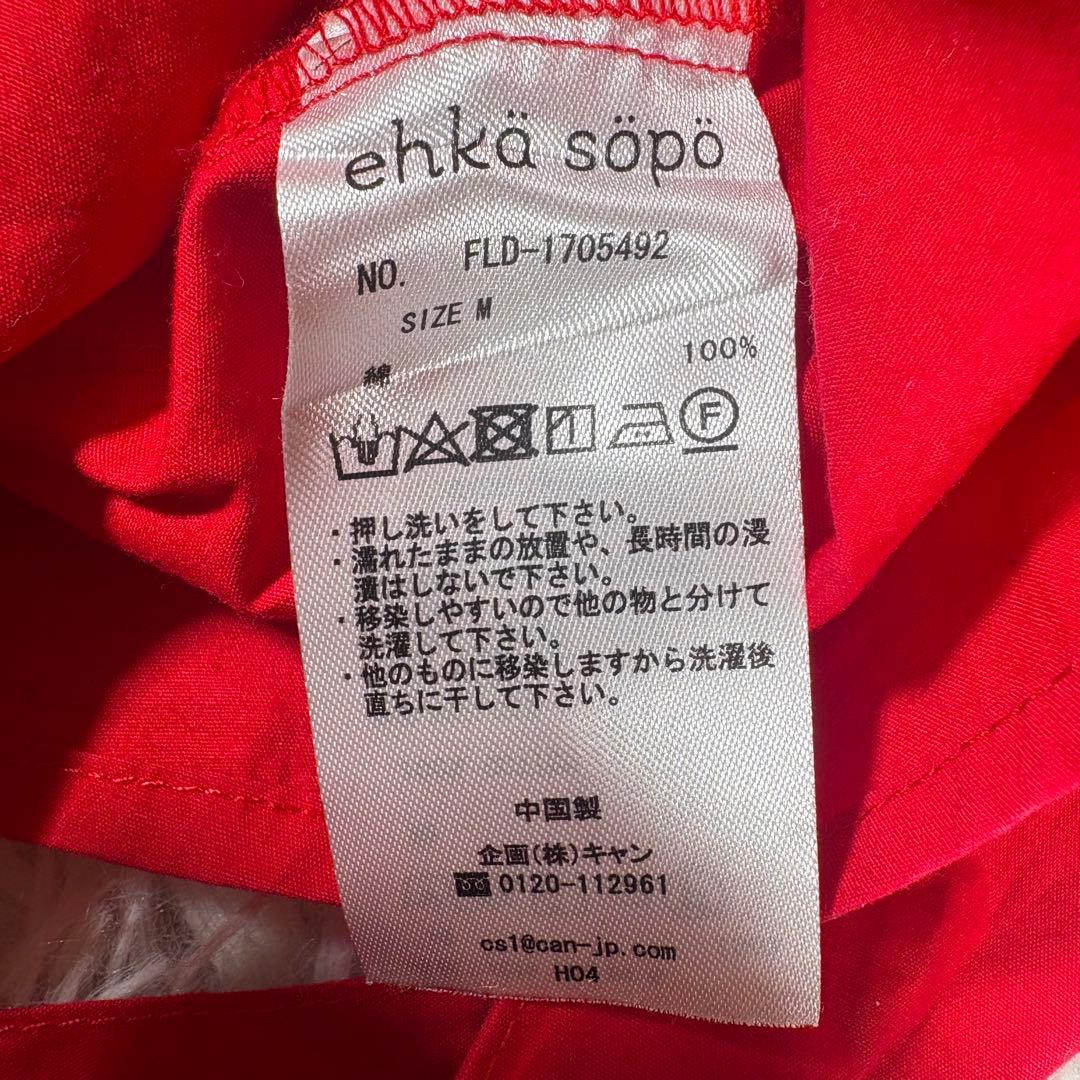 ehkä söpö
NO. FLD-1705492
SIZE M
綿 100%
F
・押し洗いをして下さい。
・濡れたままの放置や、長時間の浸
漬はしないで下さい。
・移染しやすいので他の物と分けて
洗濯して下さい。
・他のものに移染しますから洗濯後
直ちに干して下さい。
中国製
企画(株)キャン
0120-112961
cs1@can-jp.com
H04